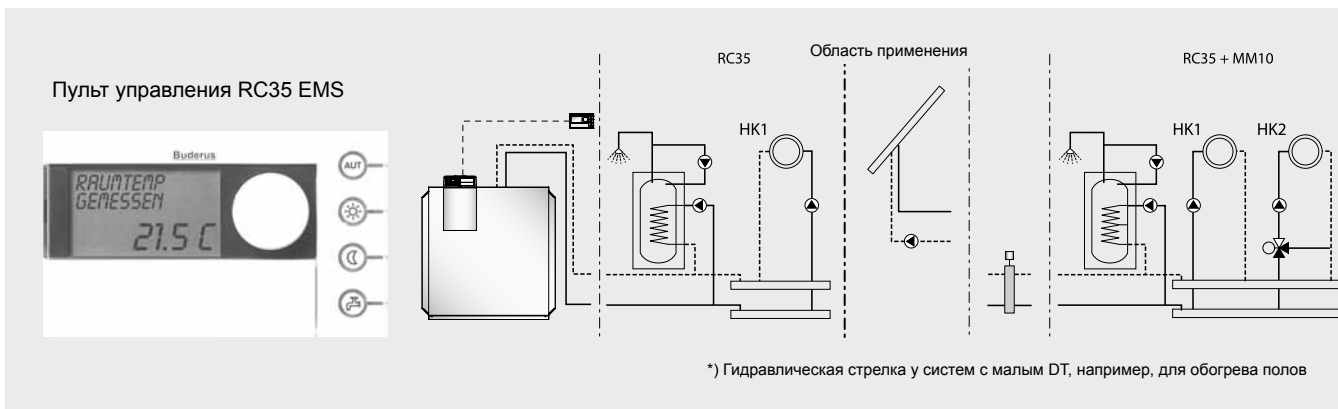 Область применения
RC35
RC35 + MM10
Пульт управления RC35 EMS
Buderus
RAUMTEMP
GEMESSEN
21.5 C
AUT
HK1
HK1
HK2
*) Гидравлическая стрелка у систем с малым DT, например, для обогрева полов